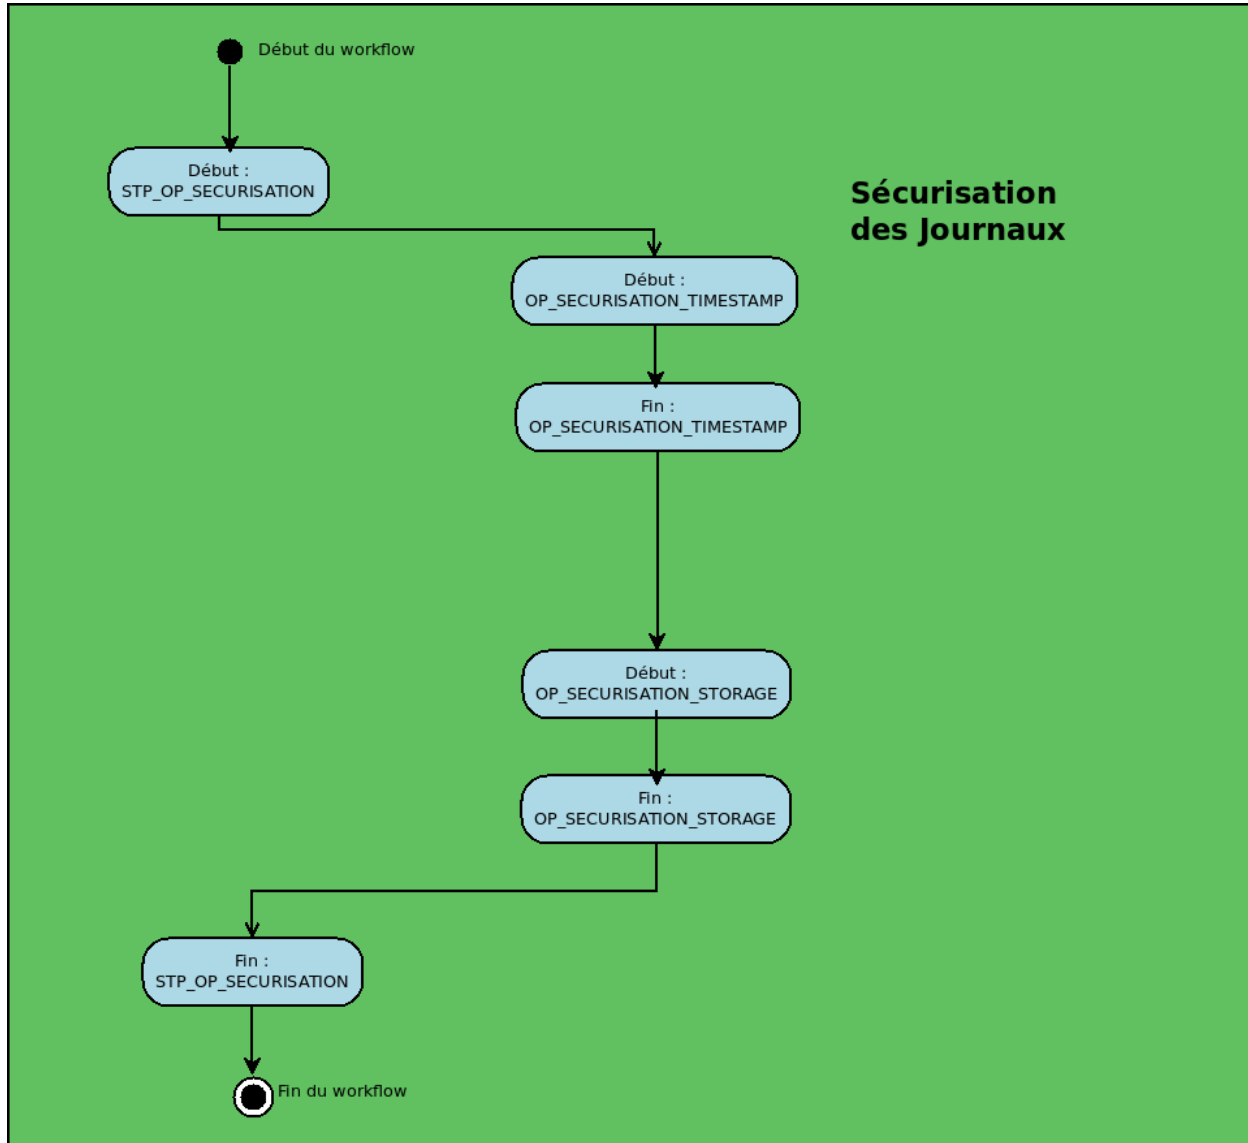 Début du workflow
Début :
STP_OP_SECURISATION
Sécurisation
des Journaux
Début :
OP_SECURISATION_TIMESTAMP
Fin :
OP_SECURISATION_TIMESTAMP
Début :
OP_SECURISATION_STORAGE
Fin :
OP_SECURISATION_STORAGE
Fin :
STP_OP_SECURISATION
Fin du workflow